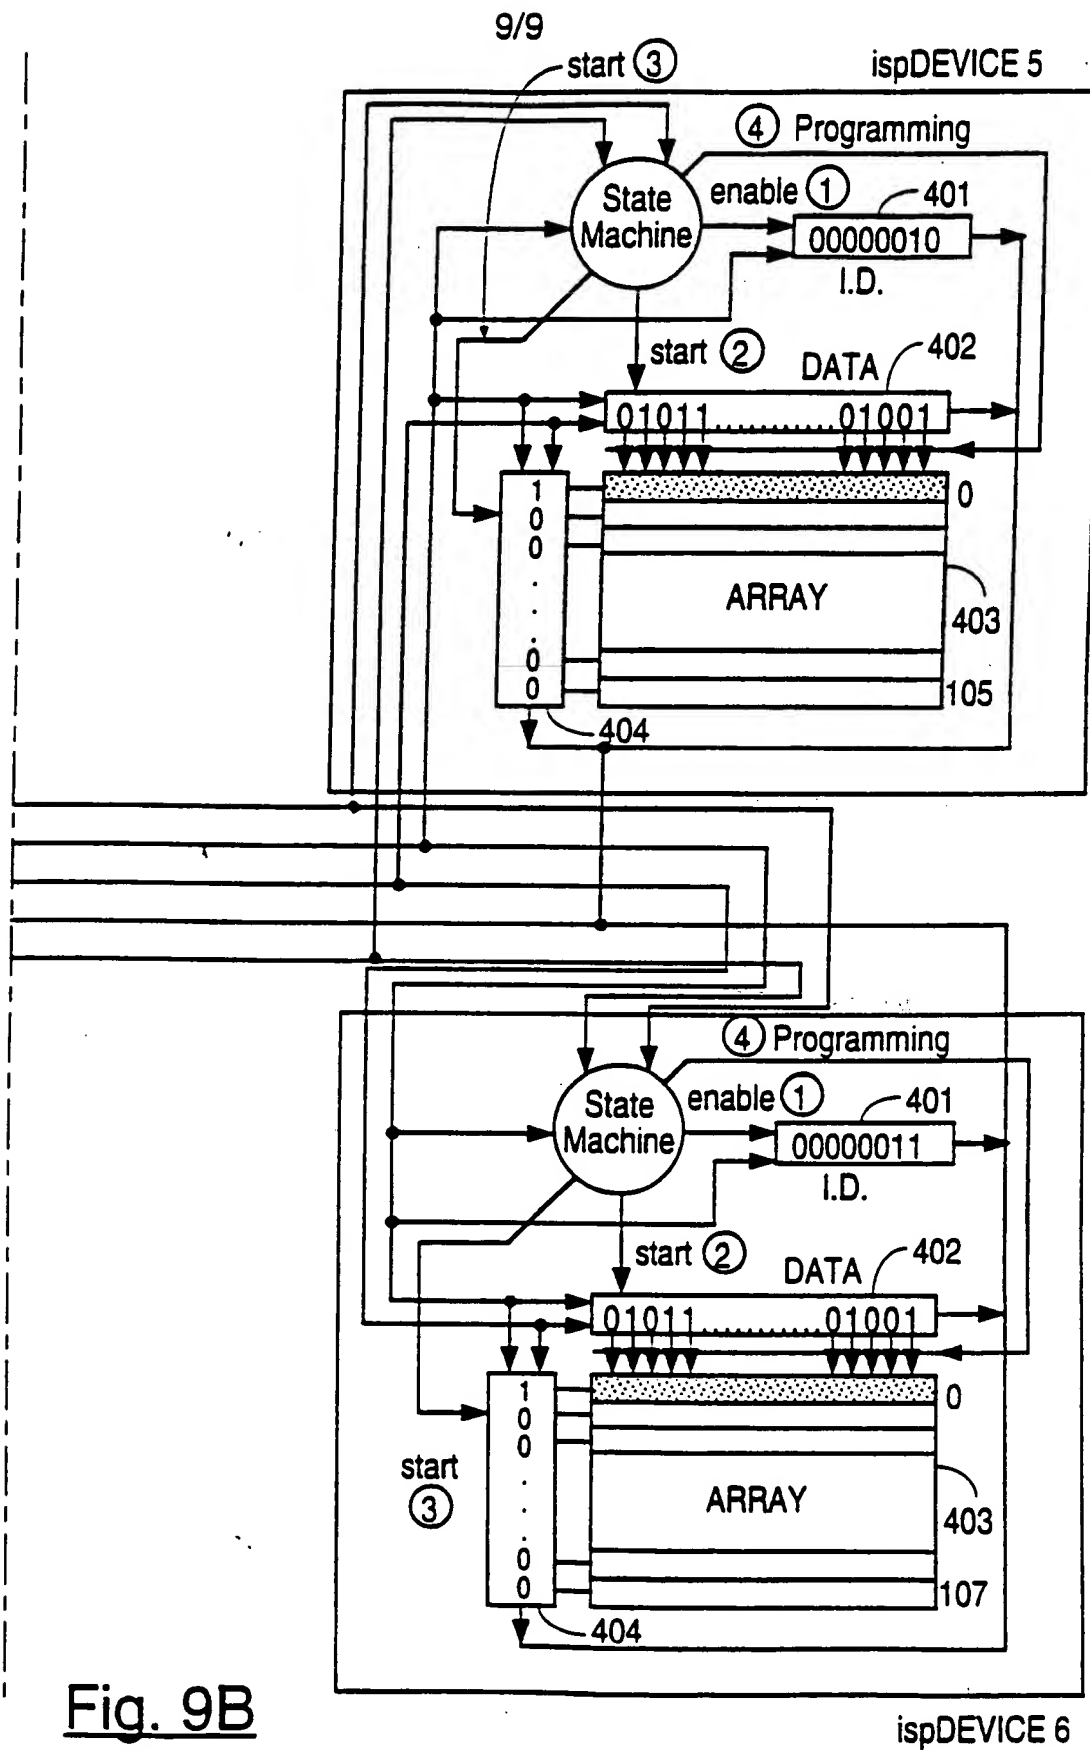 9/9
start ③
ispDEVICE 5
④ Programming
State
Machine
enable ①
401
00000010
I.D.
start ②
DATA
402
01011..............01001
1
0
0
.
.
.
0
0
0
ARRAY
403
105
404
④ Programming
State
Machine
enable ①
401
00000011
I.D.
start ②
DATA
402
01011..............01001
1
0
0
.
.
.
0
0
0
start
③
ARRAY
403
107
404
Fig. 9B
ispDEVICE 6